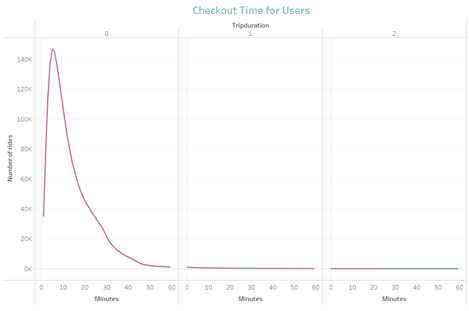 Checkout Time for Users
Tripduration
0 1 2
140K
120K
100K
80K
60K
40K
20K
0K
Number of rides
0 10 20 30 40 50 60 0 10 20 30 40 50 60 0 10 20 30 40 50 60
Minutes Minutes Minutes